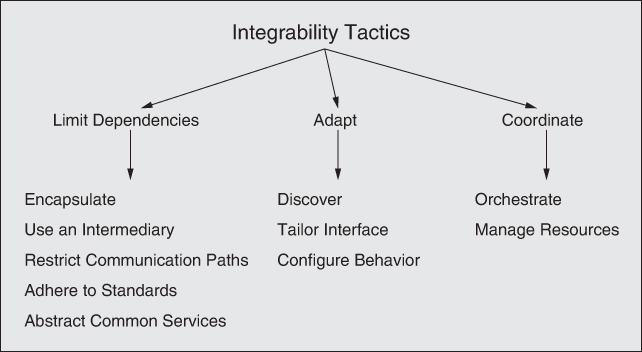 Integrability Tactics
Limit Dependencies
Adapt
Coordinate
Encapsulate
Use an Intermediary
Restrict Communication Paths
Adhere to Standards
Abstract Common Services
Discover
Tailor Interface
Configure Behavior
Orchestrate
Manage Resources